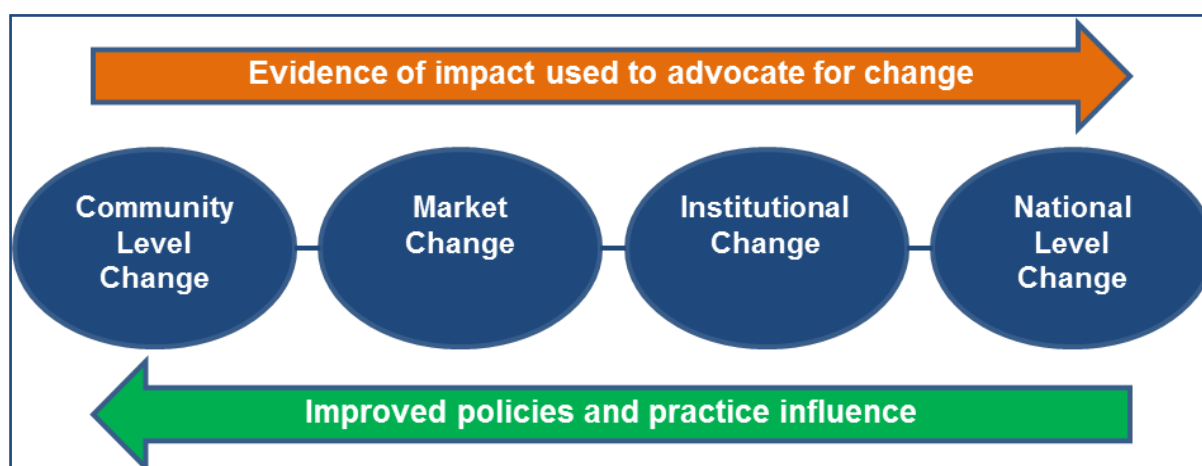 Evidence of impact used to advocate for change
Community
Level
Change
Market
Change
Institutional
Change
National
Level
Change
Improved policies and practice influence